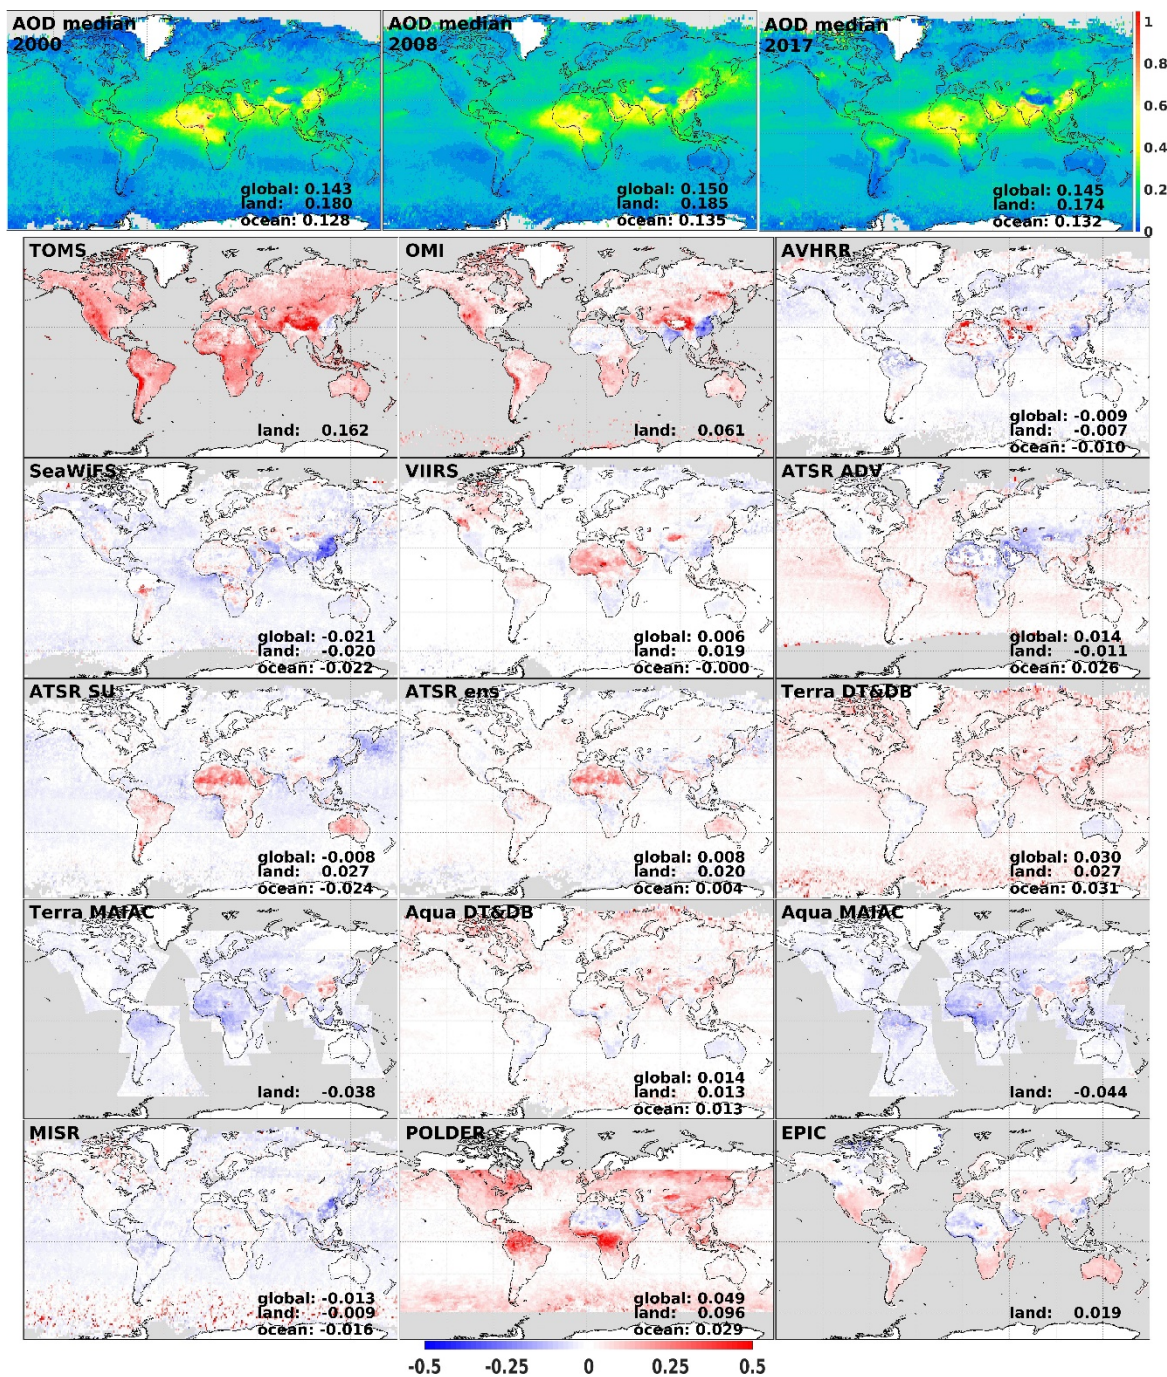 AOD median
2000
global: 0.143
land: 0.180
ocean: 0.128
AOD median
2008
global: 0.150
land: 0.185
ocean: 0.135
AOD median
2017
global: 0.145
land: 0.174
ocean: 0.132
1
0.8
0.6
0.4
0.2
0
TOMS
land: 0.162
OMI
land: 0.061
AVHRR
global: -0.009
land: -0.007
ocean: -0.010
SeaWiFS
global: -0.021
land: -0.020
ocean: -0.022
VIIRS
global: 0.006
land: 0.019
ocean: -0.000
ATSR ADV
global: 0.014
land: -0.011
ocean: 0.026
ATSR SU
global: -0.008
land: 0.027
ocean: -0.024
ATSR ens
global: 0.008
land: 0.020
ocean: 0.004
Terra DT&DB
global: 0.030
land: 0.027
ocean: 0.031
Terra MAIAC
land: -0.038
Aqua DT&DB
global: 0.014
land: 0.013
ocean: 0.013
Aqua MAIAC
land: -0.044
MISR
global: -0.013
land: -0.009
ocean: -0.016
POLDER
global: 0.049
land: 0.096
ocean: 0.029
EPIC
land: 0.019
-0.5 -0.25 0 0.25 0.5